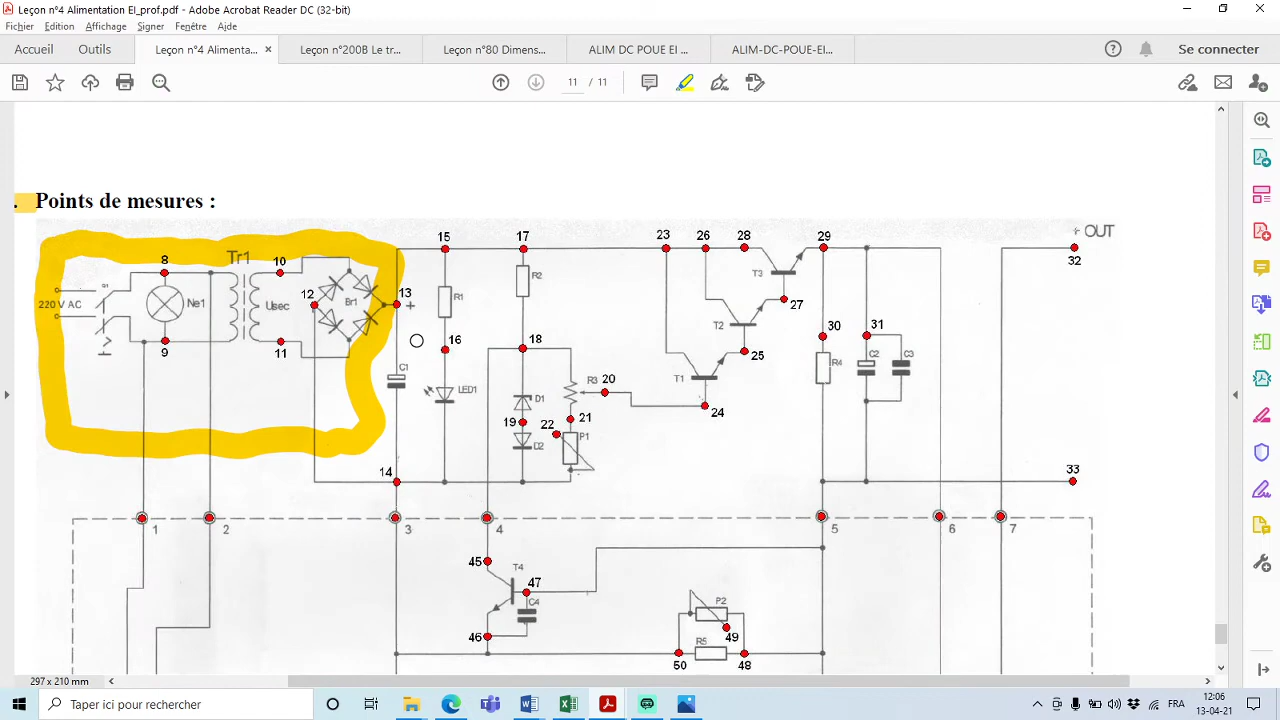 Leçon n°4 Alimentation EI_prof.pdf - Adobe Acrobat Reader DC (32-bit)
Fichier Edition Affichage Signer Fenêtre Aide
Accueil Outils Leçon n°4 Alimenta... × Leçon n°200B Le tr... Leçon n°80 Dimens... ALIM DC POUE EI ... ALIM-DC-POUE-EI... Se connecter
11 / 11
. Points de mesures :
15 17 23 26 28 29 + OUT
8 Tr1 10 32
220 V AC Ne1 Usec 12 Br1 13 + R1 R2 T3 27
9 11 16 18 T2 25 30 31
C1 LED1 D1 R3 20 T1 24 R4 C2 C3
19 22 21
D2 P1
14 33
1 2 3 4 5 6 7
45 T4
47
C4 P2
46 49
R5
50 48
297 x 210 mm
Taper ici pour rechercher FRA 12:06
13-04-21